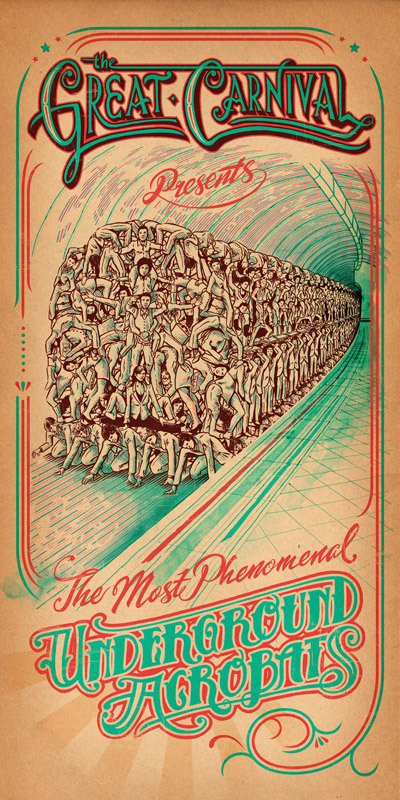 the
GREAT · CARNIVAL
Presents
The Most Phenomenal
UNDERGROUND
ACROBATS